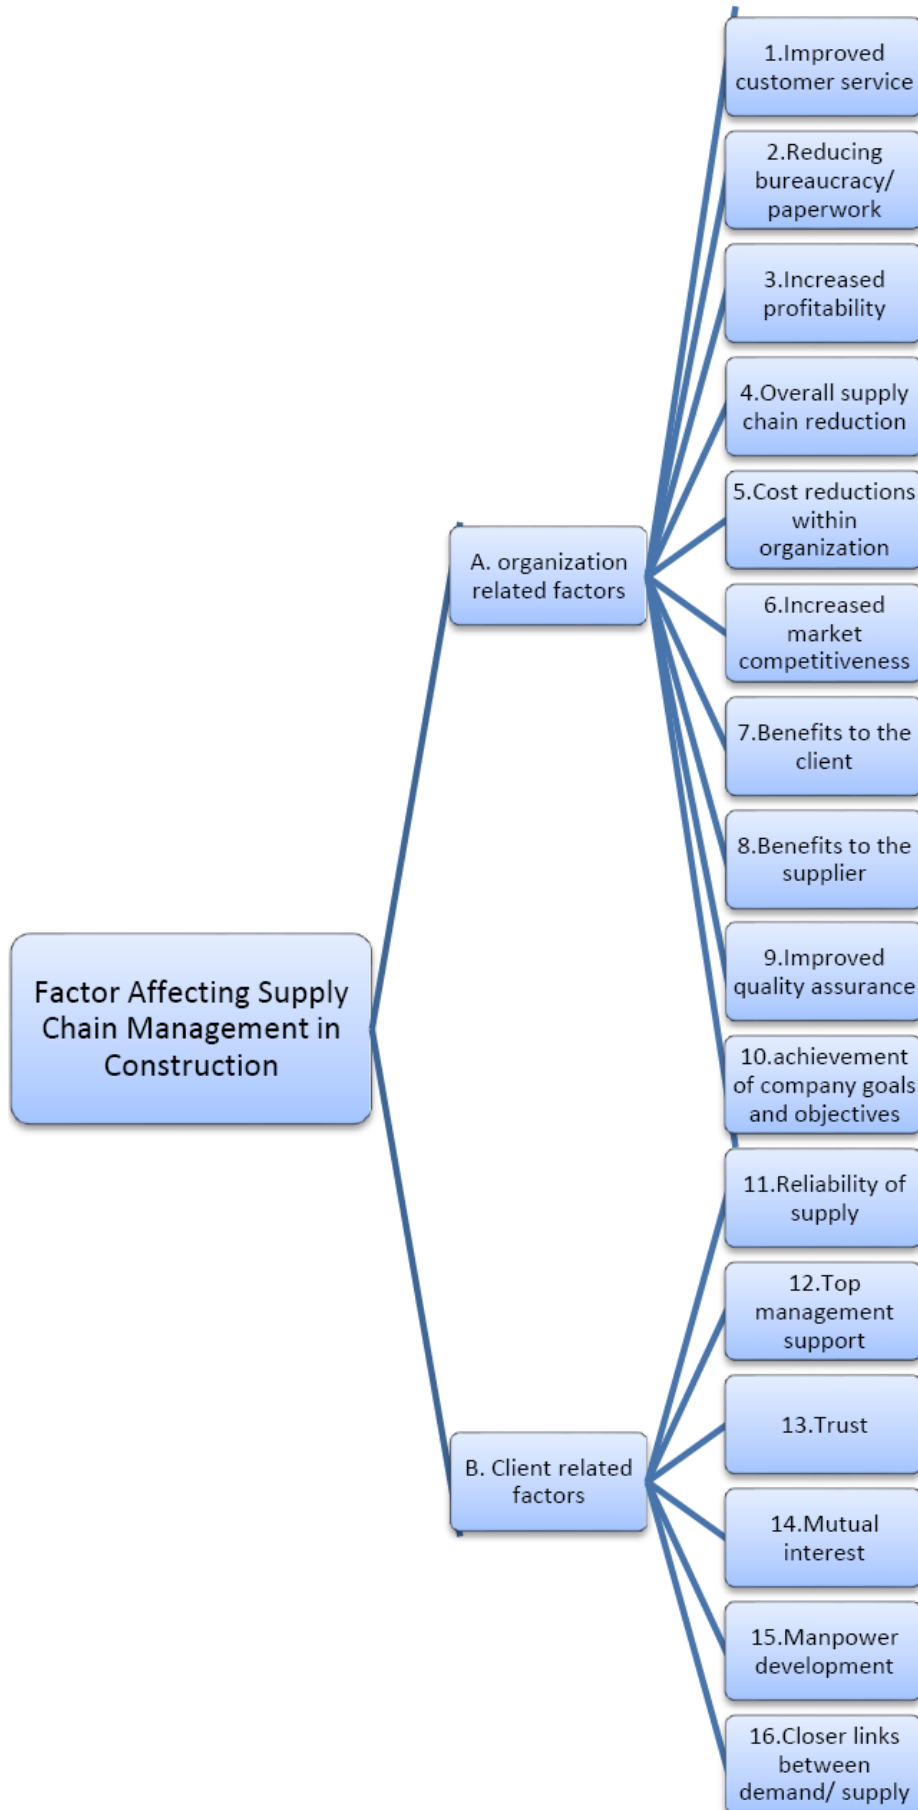 Factor Affecting Supply
Chain Management in
Construction
A. organization
related factors
1.Improved
customer service
2.Reducing
bureaucracy/
paperwork
3.Increased
profitability
4.Overall supply
chain reduction
5.Cost reductions
within
organization
6.Increased
market
competitiveness
7.Benefits to the
client
8.Benefits to the
supplier
9.Improved
quality assurance
10.achievement
of company goals
and objectives
B. Client related
factors
11.Reliability of
supply
12.Top
management
support
13.Trust
14.Mutual
interest
15.Manpower
development
16.Closer links
between
demand/ supply